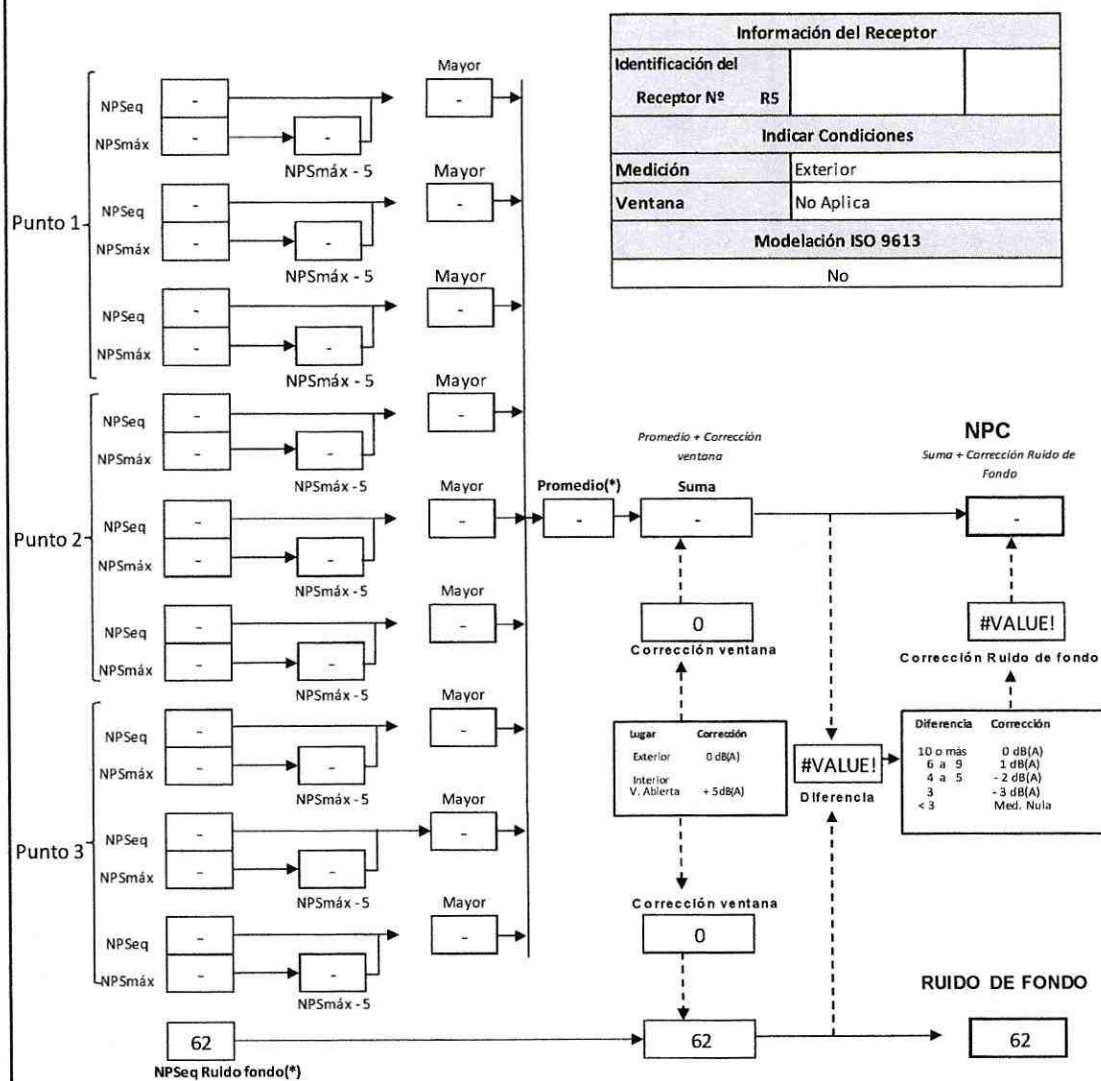 Información del Receptor
Identificación del
Receptor Nº R5
Indicar Condiciones
Medición Exterior
Ventana No Aplica
Modelación ISO 9613
No
Punto 1
Mayor
NPSeq - -
NPSmáx - -
NPSmáx - 5
Mayor
NPSeq - -
NPSmáx - -
NPSmáx - 5
Mayor
NPSeq - -
NPSmáx - -
NPSmáx - 5
Punto 2
Mayor
NPSeq - -
NPSmáx - -
NPSmáx - 5
Mayor
NPSeq - -
NPSmáx - -
NPSmáx - 5
Mayor
NPSeq - -
NPSmáx - -
NPSmáx - 5
Punto 3
Mayor
NPSeq - -
NPSmáx - -
NPSmáx - 5
Mayor
NPSeq - -
NPSmáx - -
NPSmáx - 5
Mayor
NPSeq - -
NPSmáx - -
NPSmáx - 5
Promedio(*)
-
Promedio + Corrección
ventana
Suma
-
NPC
Suma + Corrección Ruido de
Fondo
-
0
Corrección ventana
#VALUE!
Corrección Ruido de fondo
Lugar Corrección
Exterior 0 dB(A)
Interior
V. Abierta + 5 dB(A)
#VALUE!
Diferencia
Diferencia Corrección
10 o más 0 dB(A)
6 a 9 1 dB(A)
4 a 5 - 2 dB(A)
3 - 3 dB(A)
< 3 Med. Nula
Corrección ventana
0
RUIDO DE FONDO
62 62 62
NPSeq Ruido fondo(*)